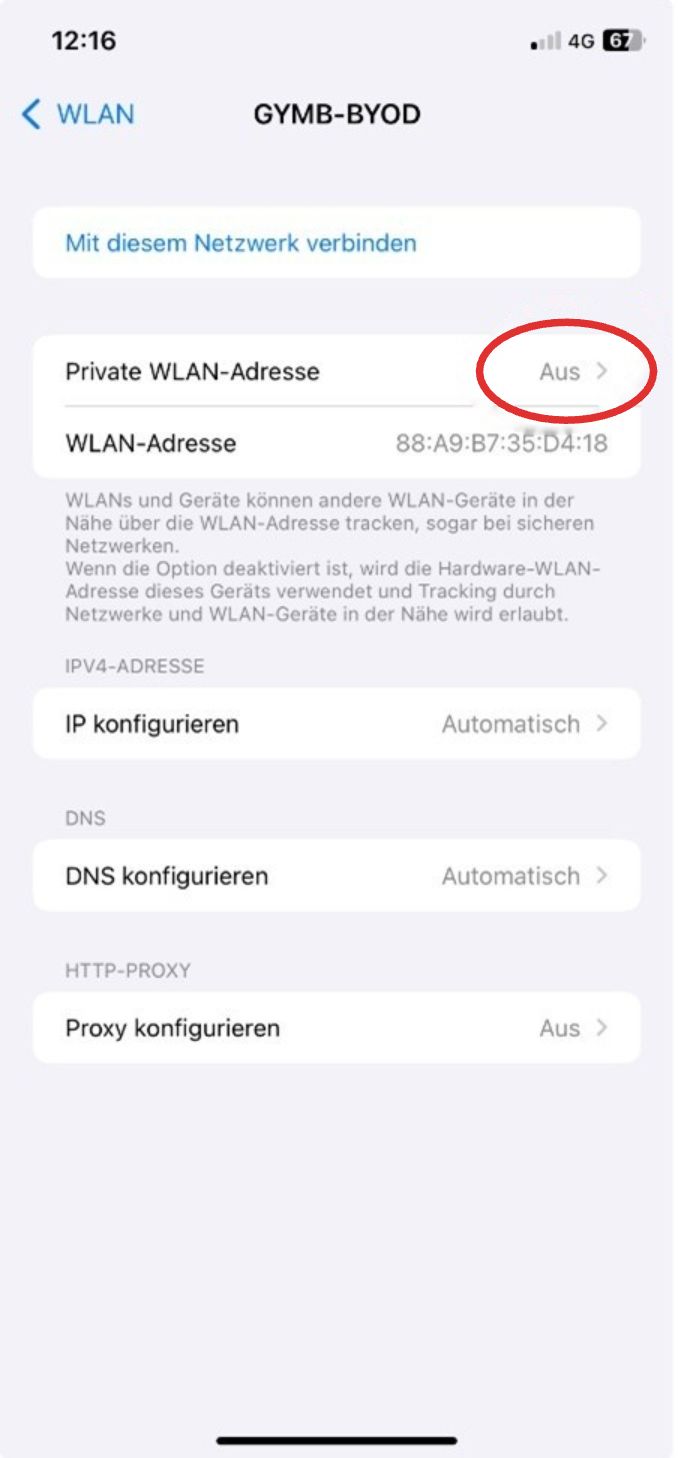 12:16
4G 67
WLAN
GYMB-BYOD
Mit diesem Netzwerk verbinden
Private WLAN-Adresse Aus
WLAN-Adresse 88:A9:B7:35:D4:18
WLANs und Geräte können andere WLAN-Geräte in der
Nähe über die WLAN-Adresse tracken, sogar bei sicheren
Netzwerken.
Wenn die Option deaktiviert ist, wird die Hardware-WLAN-
Adresse dieses Geräts verwendet und Tracking durch
Netzwerke und WLAN-Geräte in der Nähe wird erlaubt.
IPV4-ADRESSE
IP konfigurieren Automatisch
DNS
DNS konfigurieren Automatisch
HTTP-PROXY
Proxy konfigurieren Aus